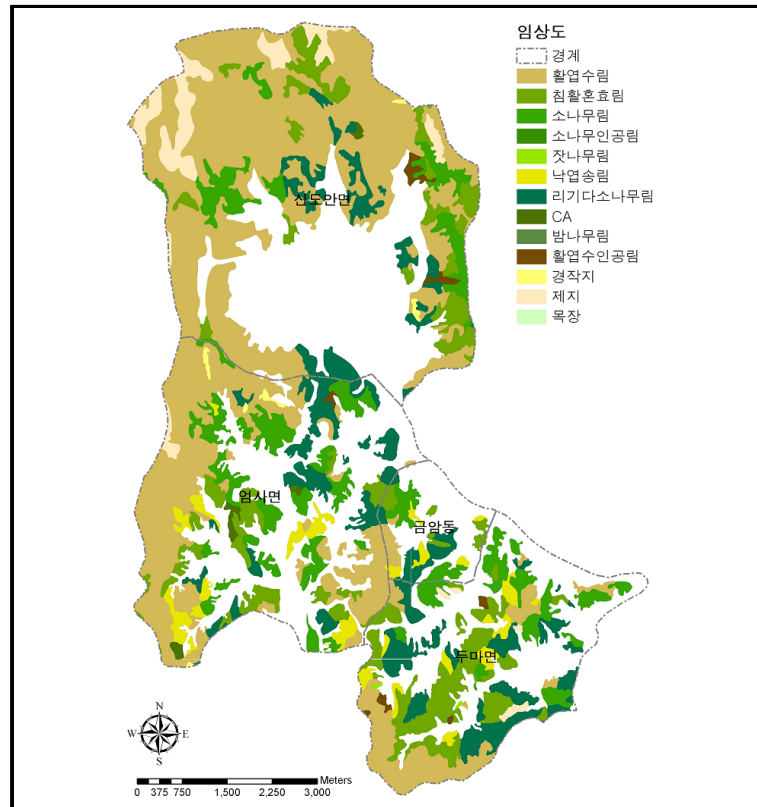 임상도
경계
활엽수림
침활혼효림
소나무림
소나무인공림
잣나무림
낙엽송림
리기다소나무림
CA
밤나무림
활엽수인공림
경작지
제지
목장
신도안면
엄사면
금암동
두마면
N
W E
S
Meters
0 375 750 1,500 2,250 3,000